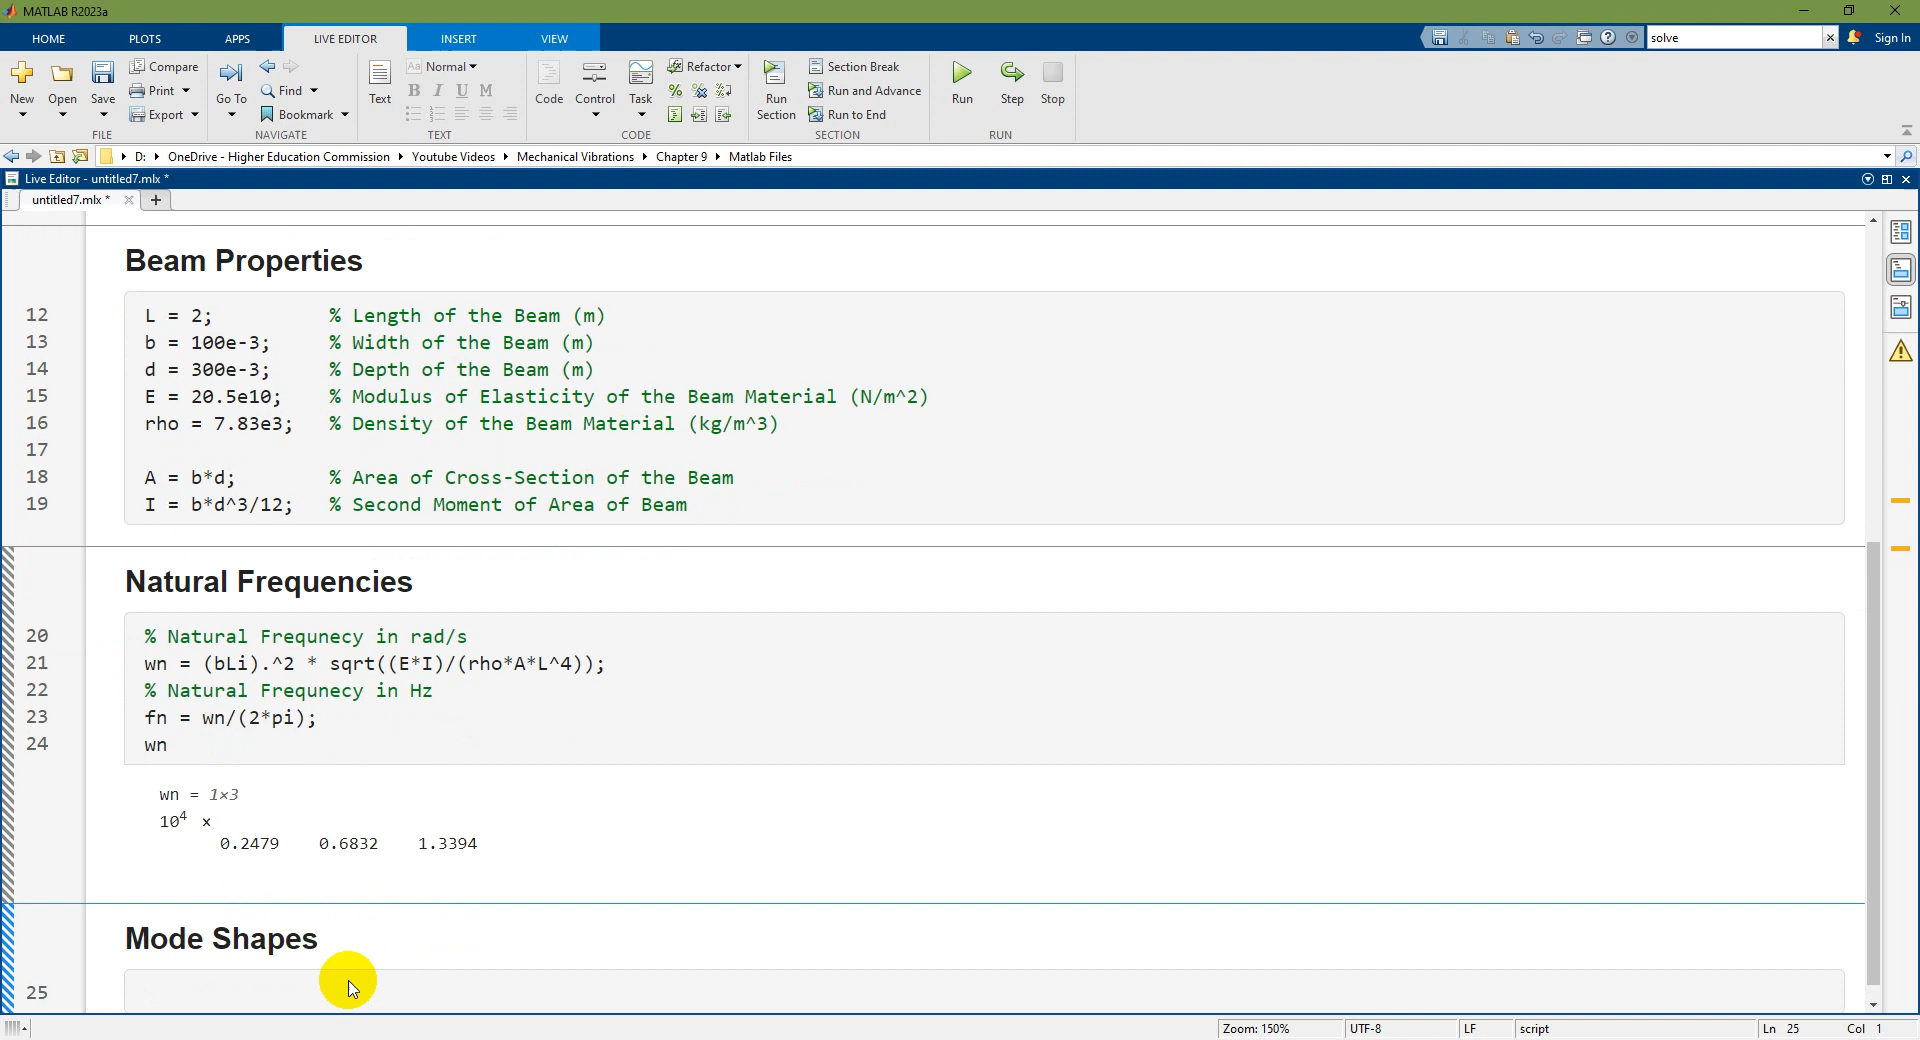 MATLAB R2023a
HOME PLOTS APPS LIVE EDITOR INSERT VIEW solve Sign In
New Open Save Compare Print Export
FILE
Go To Find Bookmark
NAVIGATE
Text Aa Normal B I U M
TEXT
Code Control Task Refactor
CODE
Run Section Section Break Run and Advance Run to End
SECTION
Run Step Stop
RUN
D: OneDrive - Higher Education Commission Youtube Videos Mechanical Vibrations Chapter 9 Matlab Files
Live Editor - untitled7.mlx *
untitled7.mlx *
Beam Properties
12 L = 2; % Length of the Beam (m)
13 b = 100e-3; % Width of the Beam (m)
14 d = 300e-3; % Depth of the Beam (m)
15 E = 20.5e10; % Modulus of Elasticity of the Beam Material (N/m^2)
16 rho = 7.83e3; % Density of the Beam Material (kg/m^3)
17
18 A = b*d; % Area of Cross-Section of the Beam
19 I = b*d^3/12; % Second Moment of Area of Beam
Natural Frequencies
20 % Natural Frequnecy in rad/s
21 wn = (bLi).^2 * sqrt((E*I)/(rho*A*L^4));
22 % Natural Frequnecy in Hz
23 fn = wn/(2*pi);
24 wn
wn = 1×3
10⁴ ×
0.2479 0.6832 1.3394
Mode Shapes
25
Zoom: 150% UTF-8 LF script Ln 25 Col 1